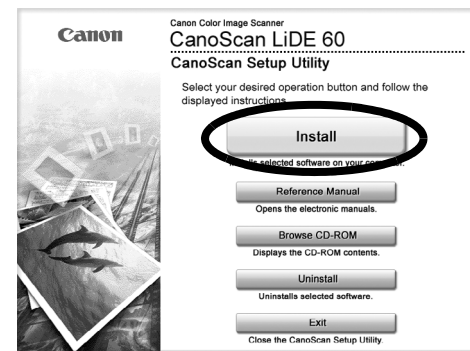 Canon
Canon Color Image Scanner
CanoScan LiDE 60
CanoScan Setup Utility
Select your desired operation button and follow the
displayed instructions
Install
selected software on your
Reference Manual
Opens the electronic manuals.
Browse CD-ROM
Displays the CD-ROM contents.
Uninstall
Uninstalls selected software.
Exit
Close the CanoScan Setup Utility.